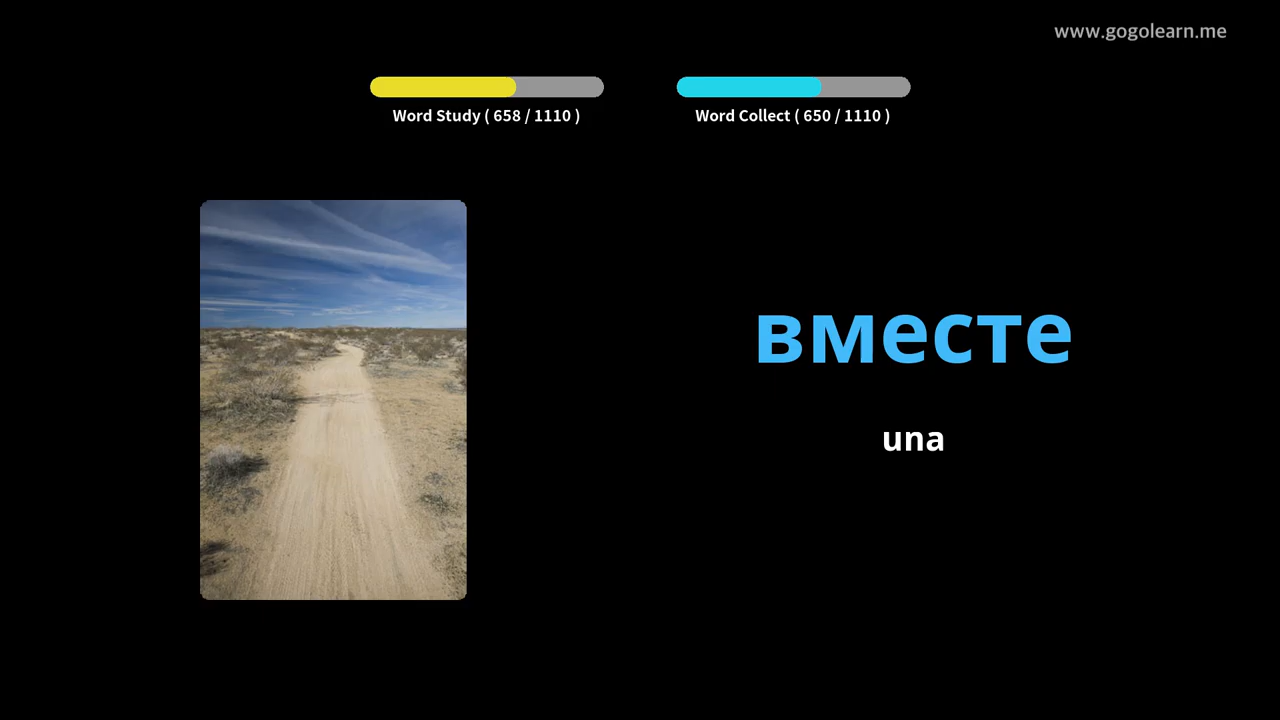 www.gogolearn.me
Word Study ( 658 / 1110 )
Word Collect ( 650 / 1110 )
вместе
una